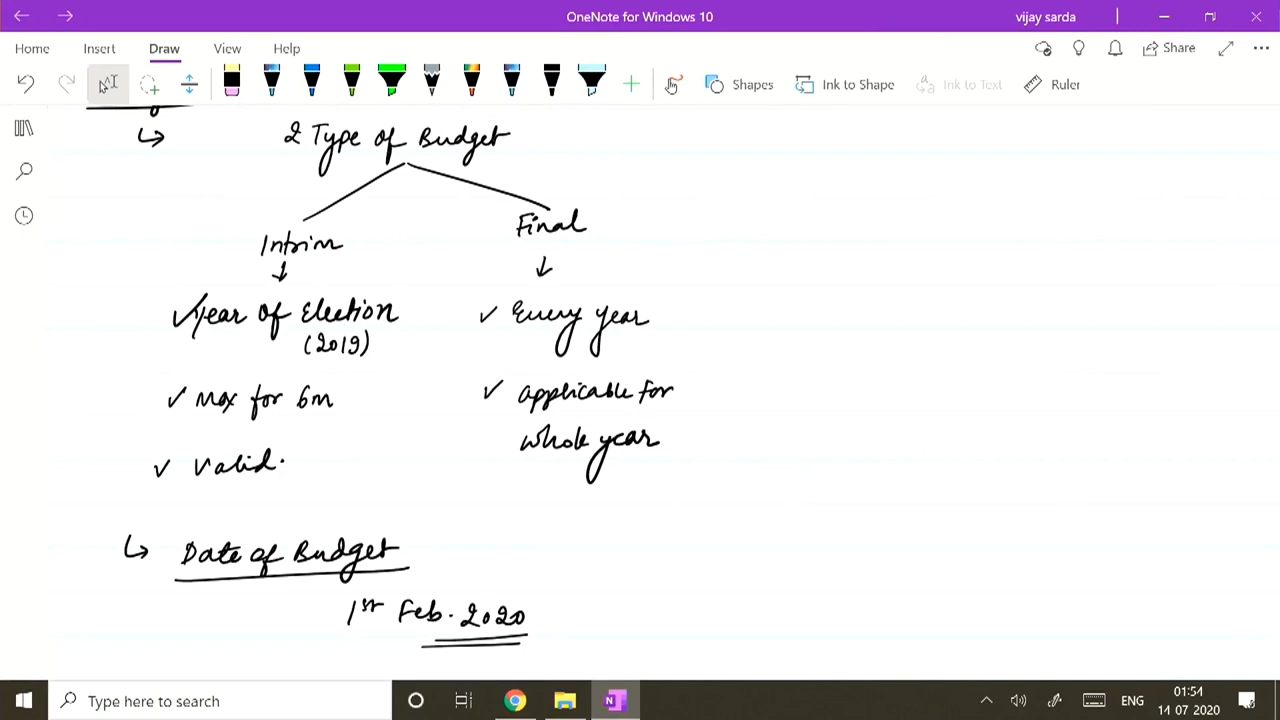 OneNote for Windows 10
vijay sarda
Home Insert Draw View Help
Share
Shapes Ink to Shape Ink to Text Ruler
2 Type of Budget
Intrim
Final
Year of Election
(2019)
Every year
Max for 6m
applicable for
whole year
Valid.
Date of Budget
1st Feb. 2020
Type here to search
ENG
01:54
14-07-2020